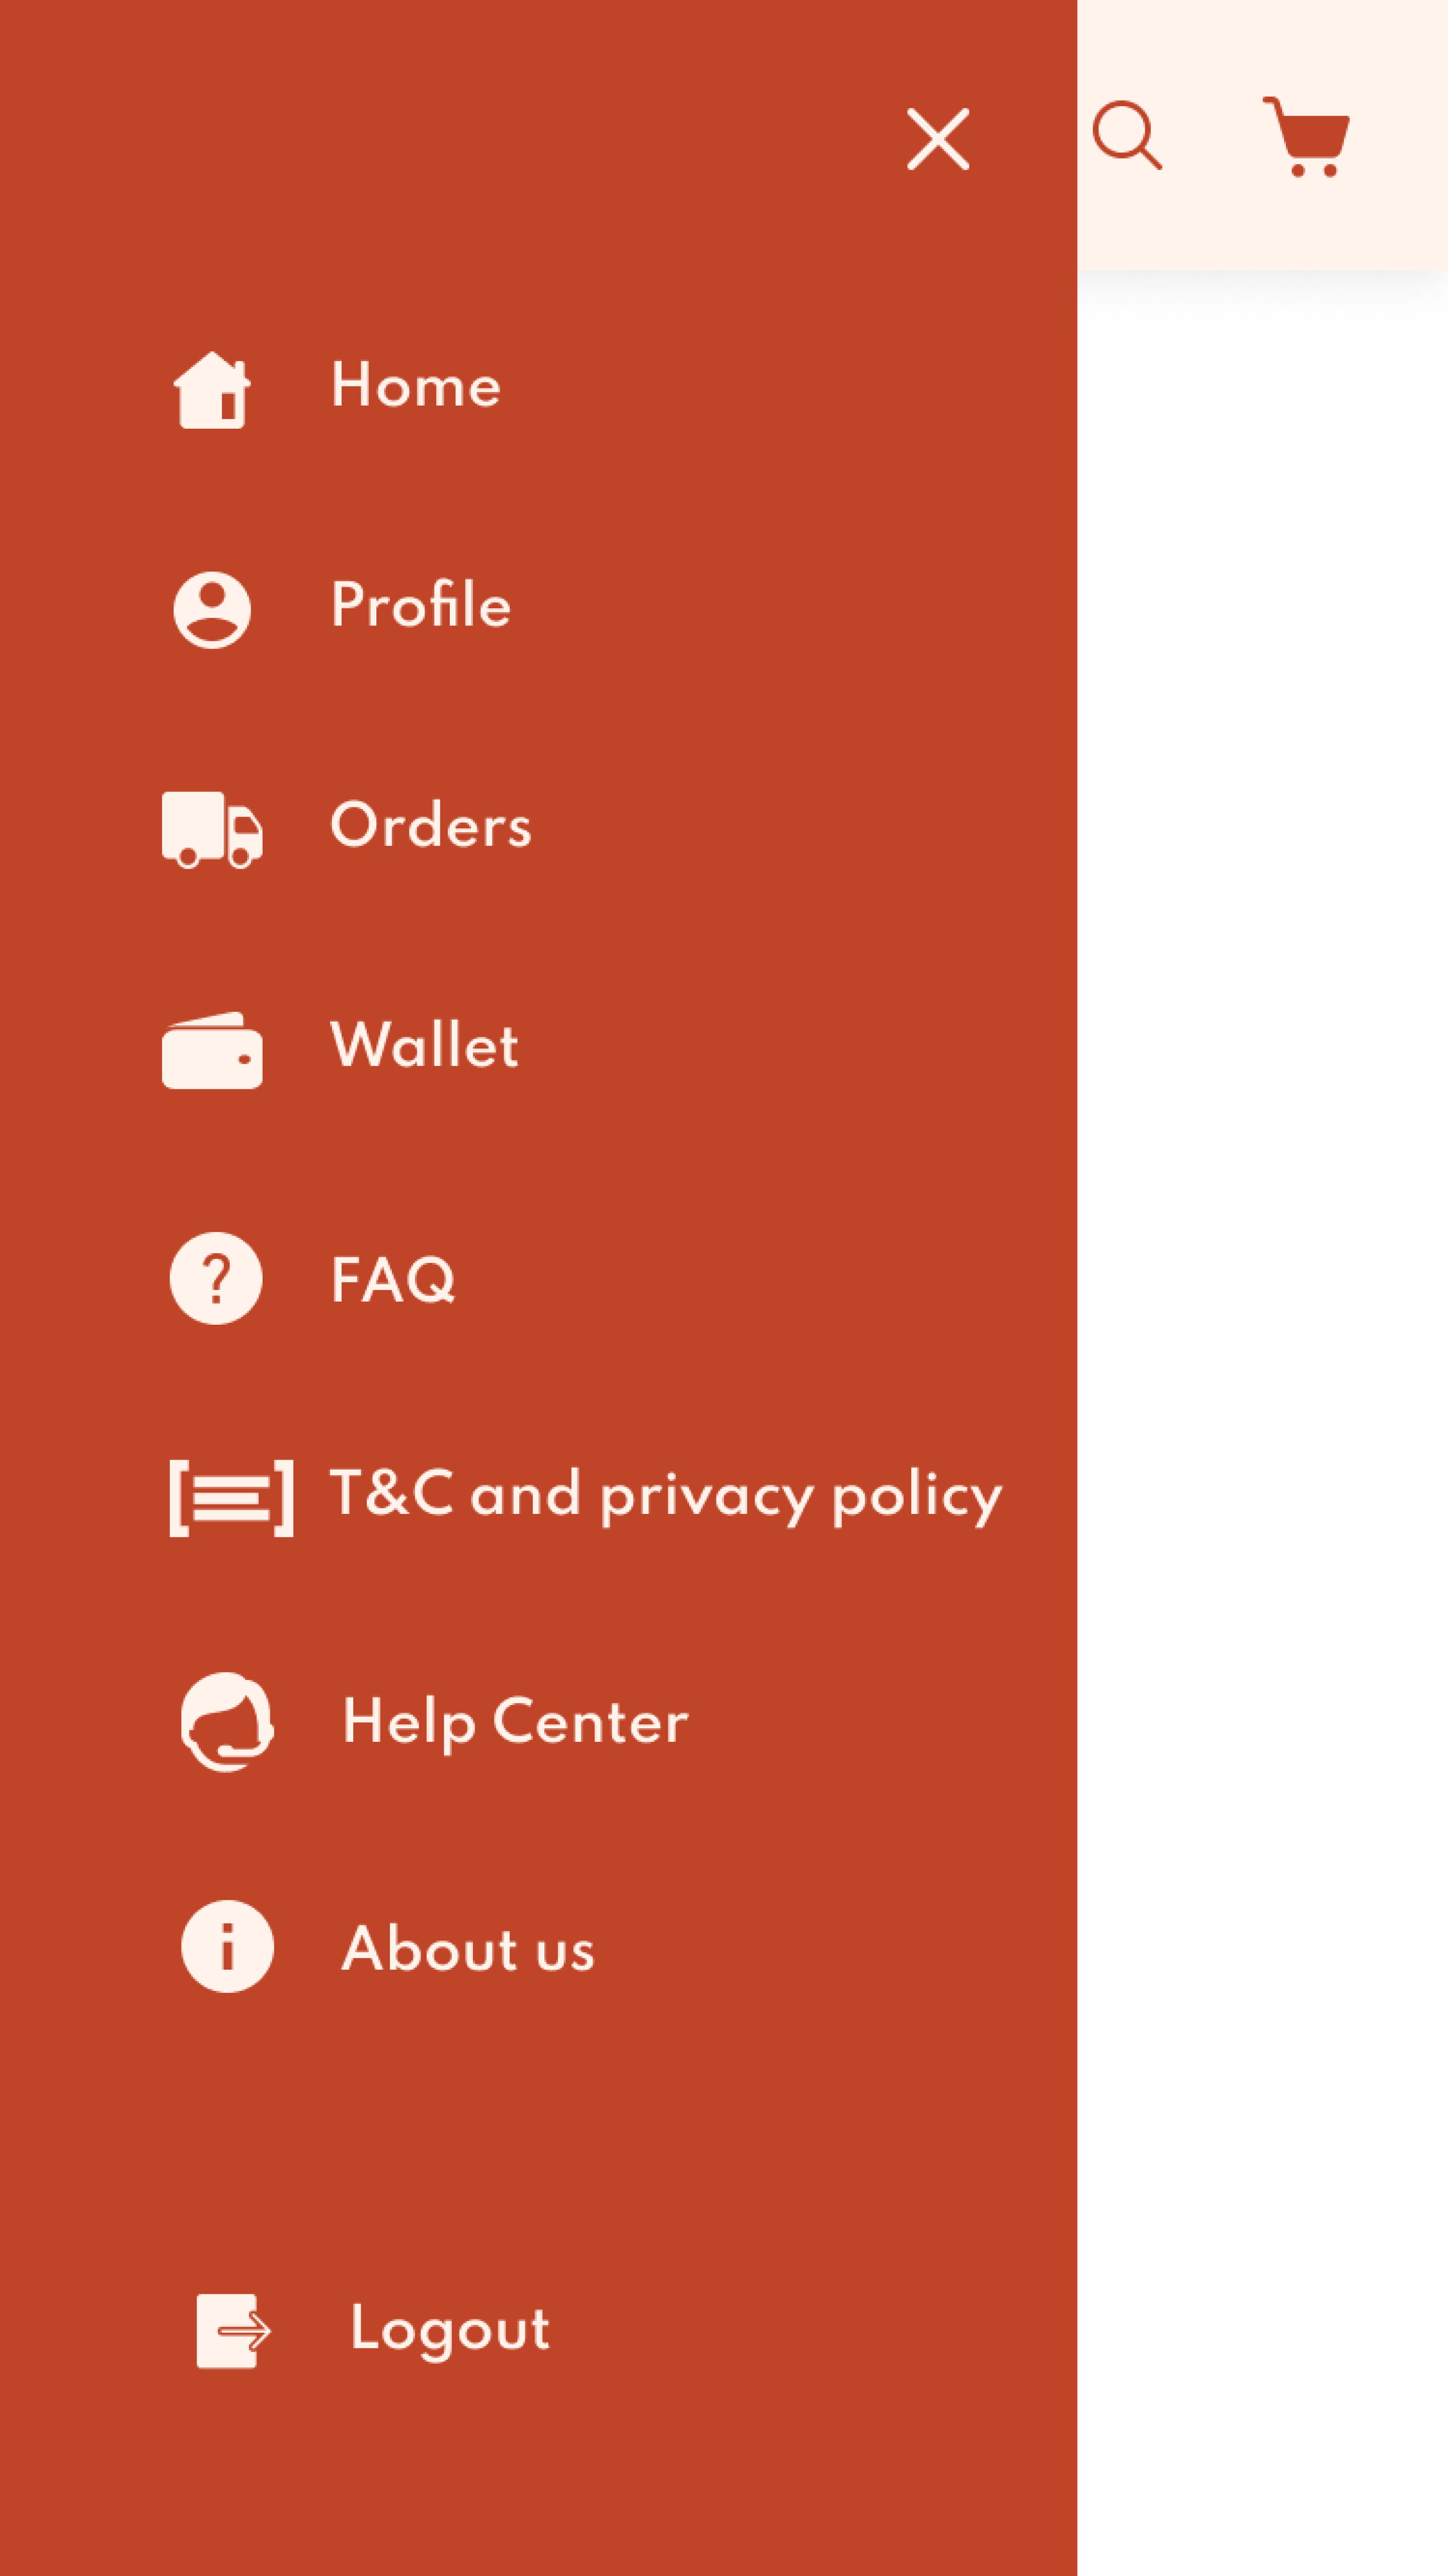 Home
Profile
Orders
Wallet
FAQ
T&C and privacy policy
Help Center
About us
Logout